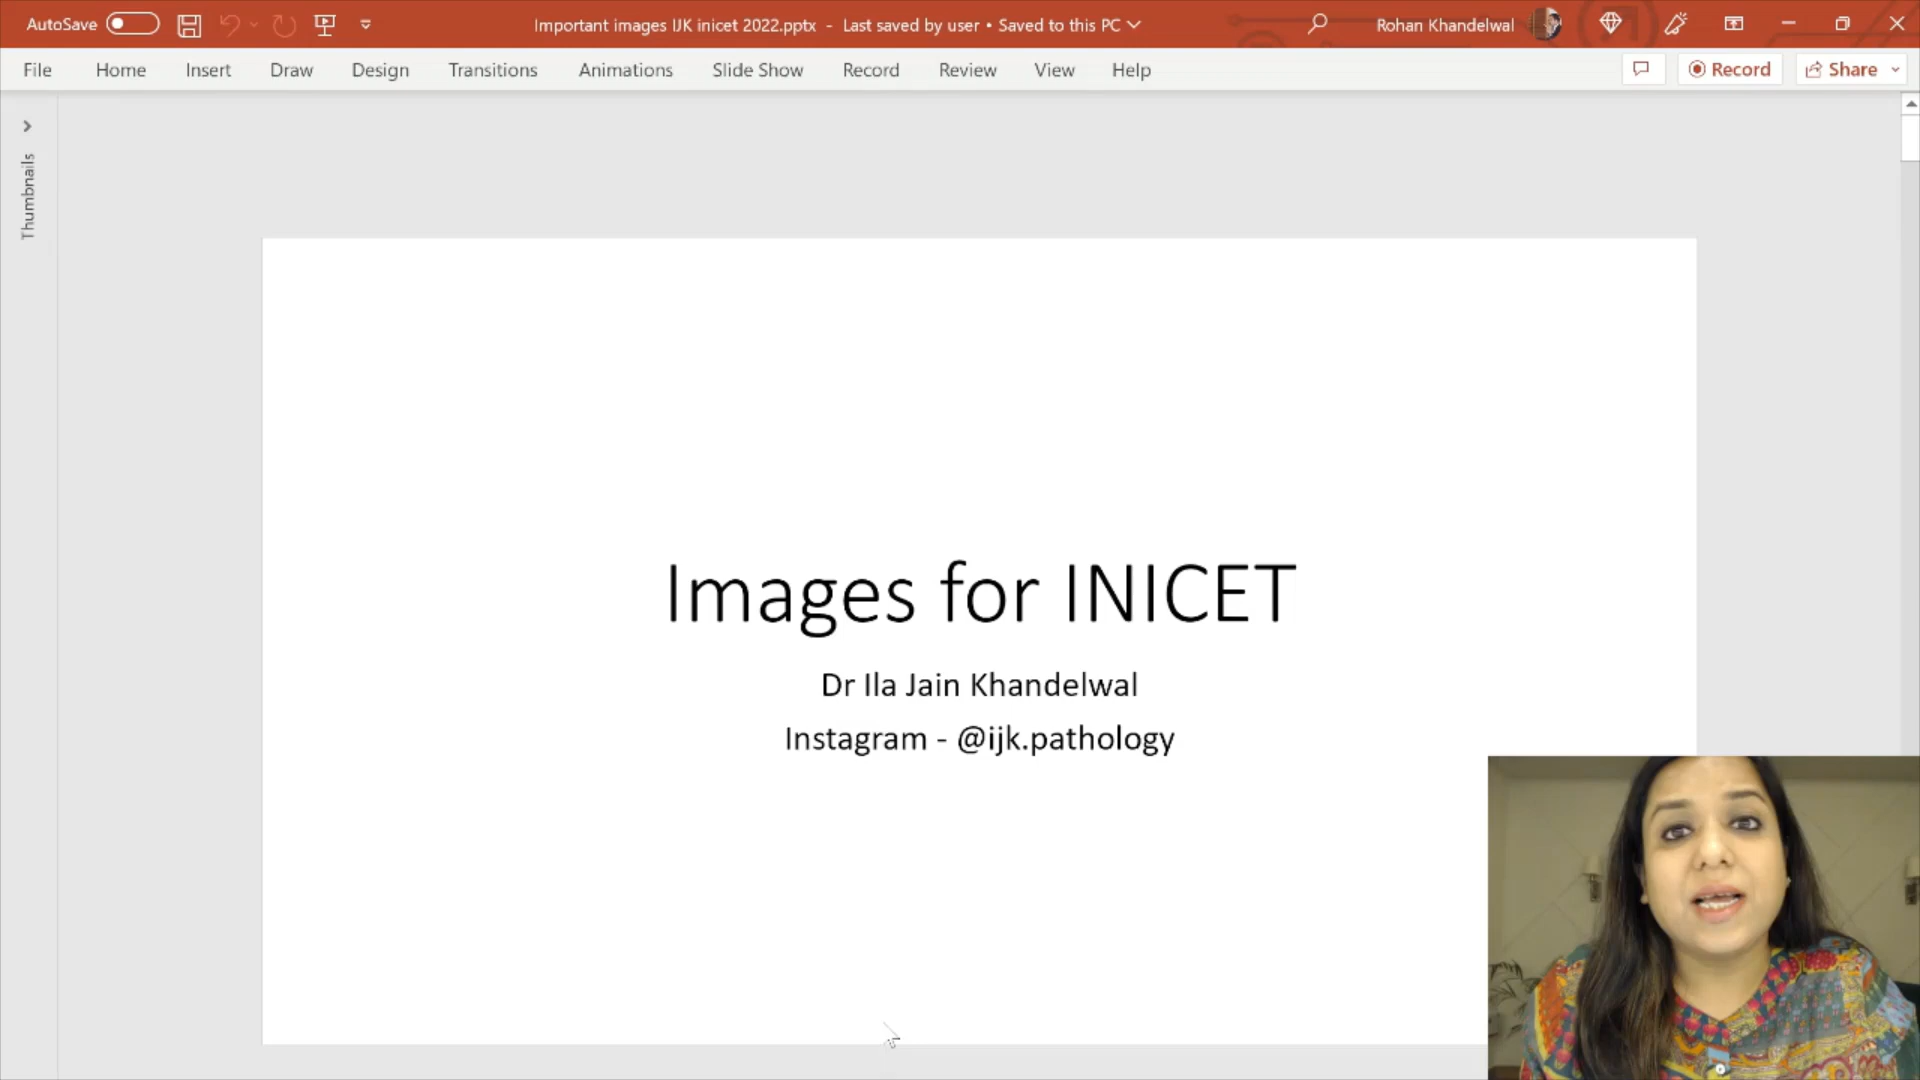 AutoSave
Important images IJK inicet 2022.pptx - Last saved by user • Saved to this PC
Rohan Khandelwal
File Home Insert Draw Design Transitions Animations Slide Show Record Review View Help
Record
Share
Thumbnails
Images for INICET
Dr Ila Jain Khandelwal
Instagram - @ijk.pathology